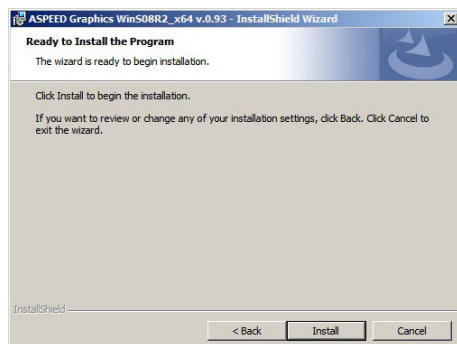 ASPEED Graphics WinS08R2_x64 v.0.93 - InstallShield Wizard
Ready to Install the Program
The wizard is ready to begin installation.
Click Install to begin the installation.
If you want to review or change any of your installation settings, click Back. Click Cancel to
exit the wizard.
InstallShield
< Back Install Cancel